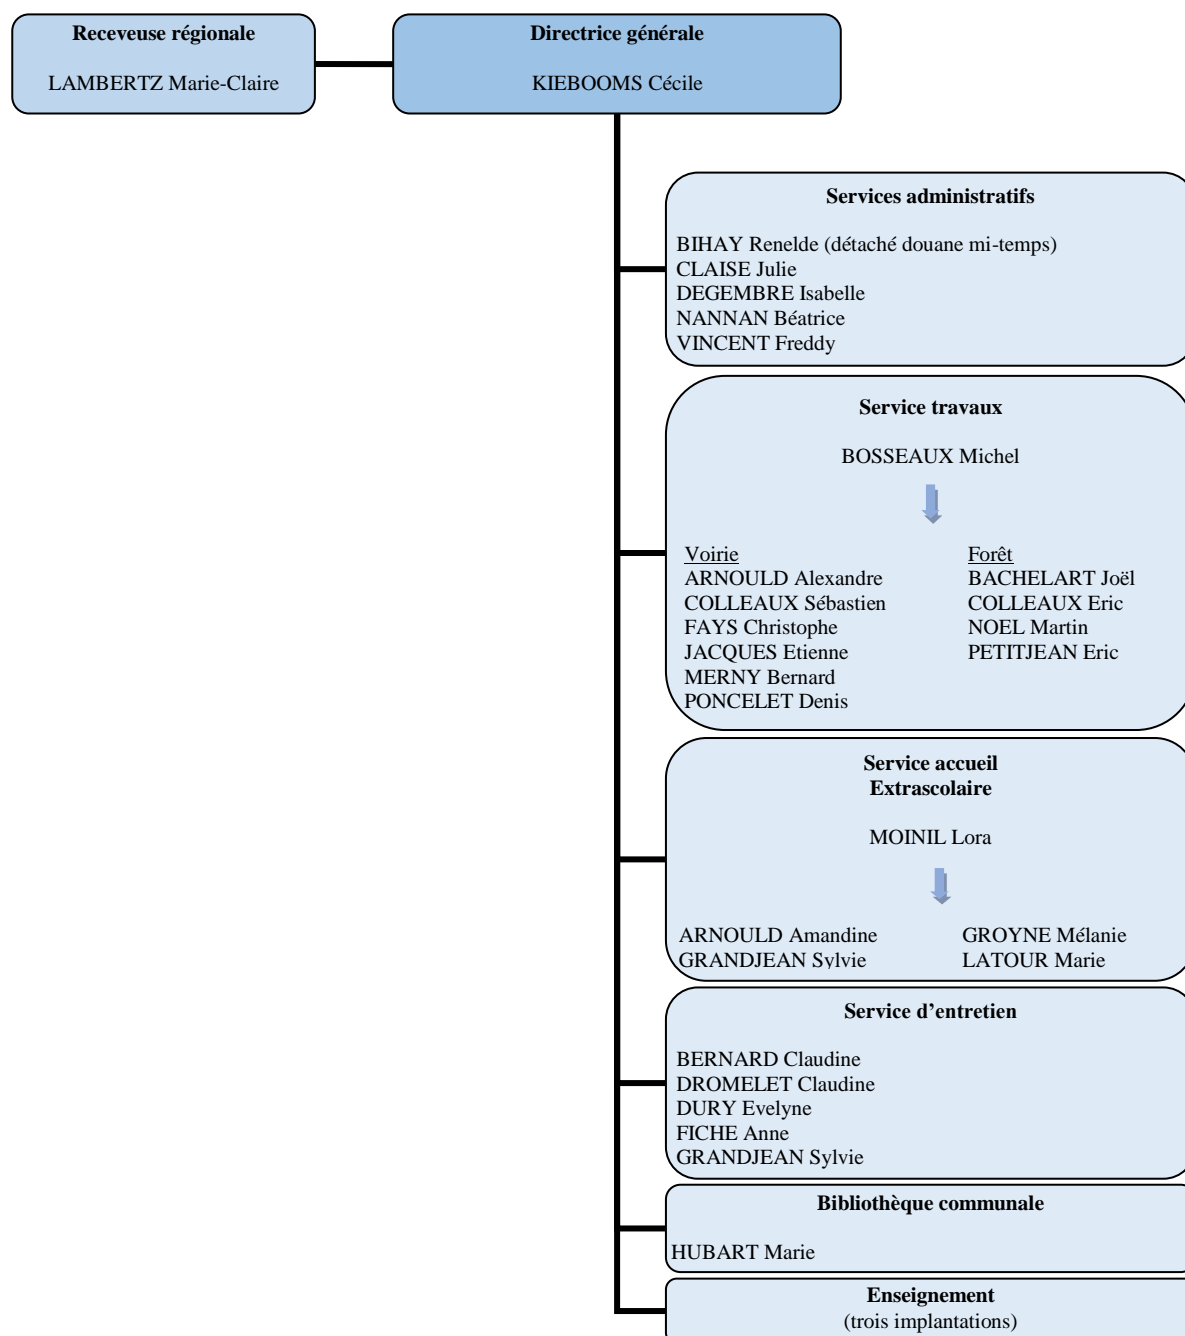 Receveuse régionale
LAMBERTZ Marie-Claire
Directrice générale
KIEBOOMS Cécile
Services administratifs
BIHAY Renelde (détaché douane mi-temps)
CLAISE Julie
DEGEMBRE Isabelle
NANNAN Béatrice
VINCENT Freddy
Service travaux
BOSSEAUX Michel
Voirie
ARNOULD Alexandre
COLLEAUX Sébastien
FAYS Christophe
JACQUES Etienne
MERNY Bernard
PONCELET Denis
Forêt
BACHELART Joël
COLLEAUX Eric
NOEL Martin
PETITJEAN Eric
Service accueil
Extrascolaire
MOINIL Lora
ARNOULD Amandine
GRANDJEAN Sylvie
GROYNE Mélanie
LATOUR Marie
Service d’entretien
BERNARD Claudine
DROMELET Claudine
DURY Evelyne
FICHE Anne
GRANDJEAN Sylvie
Bibliothèque communale
HUBART Marie
Enseignement
(trois implantations)